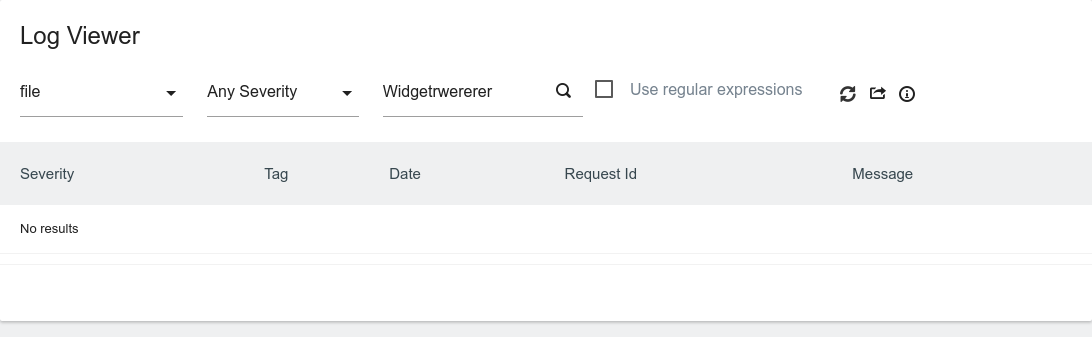 Log Viewer
file Any Severity Widgetrwererer Use regular expressions
Severity Tag Date Request Id Message
No results